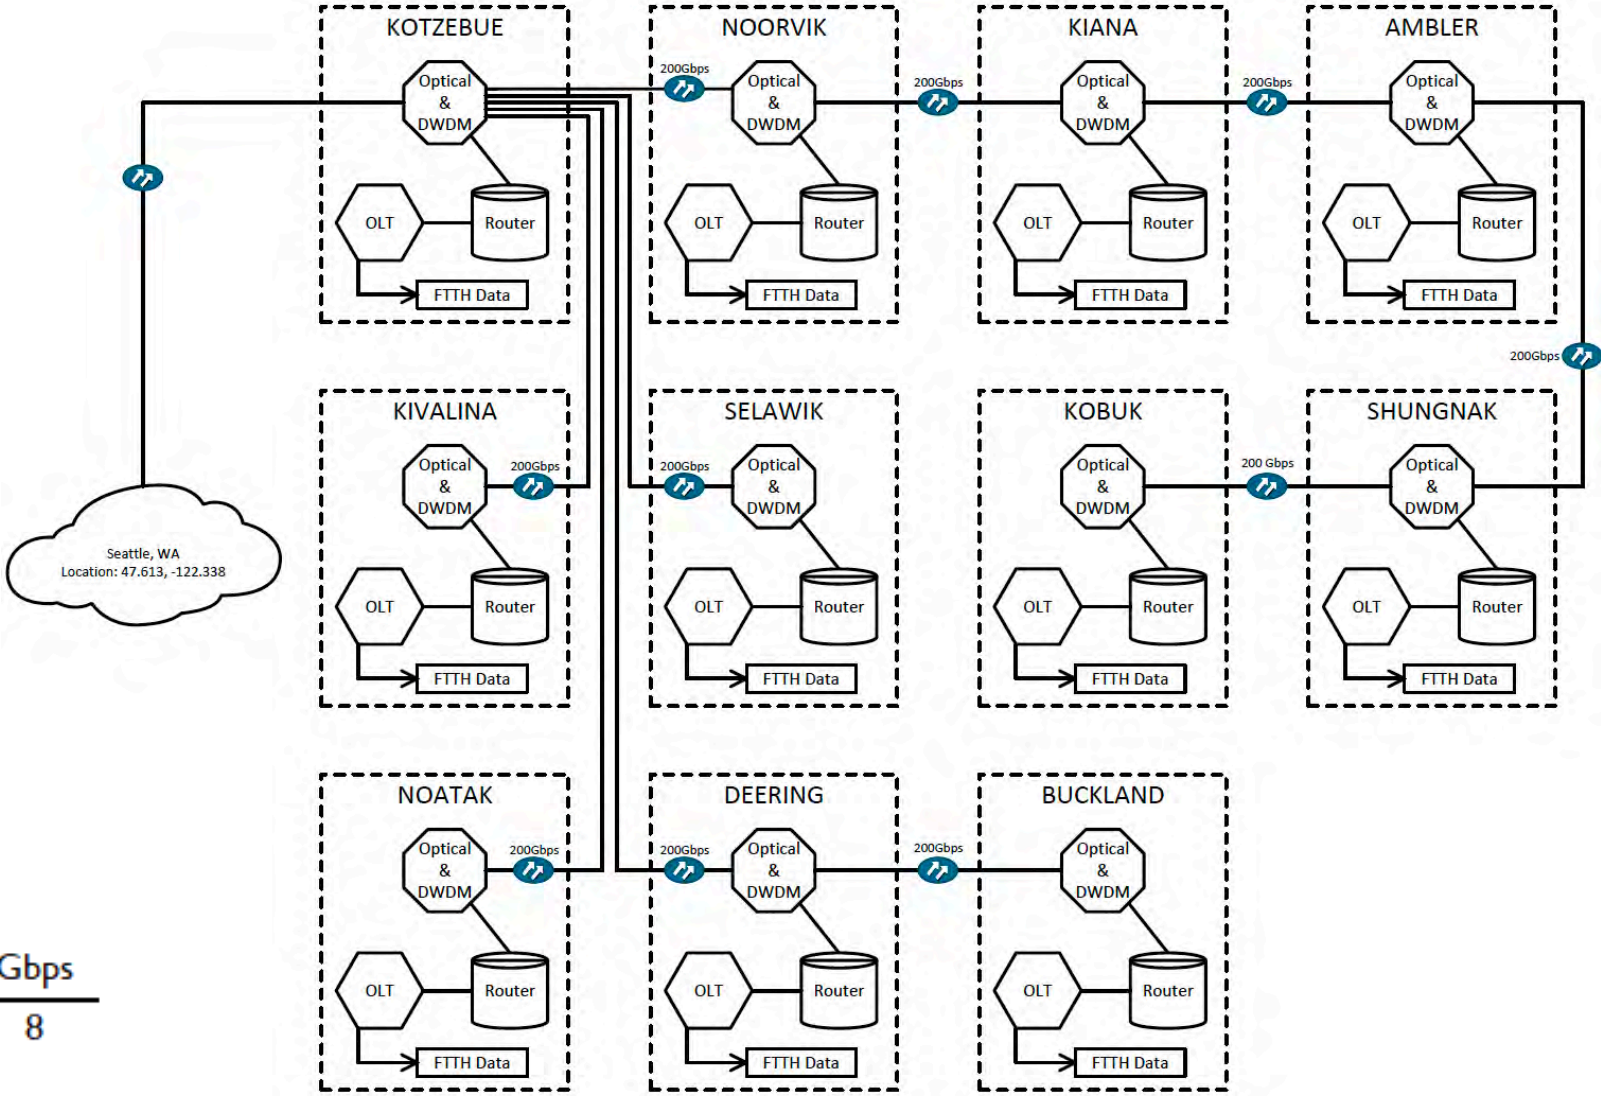 KOTZEBUE
Optical
&
DWDM
OLT
Router
FTTH Data
200Gbps
NOORVIK
Optical
&
DWDM
OLT
Router
FTTH Data
200Gbps
KIANA
Optical
&
DWDM
OLT
Router
FTTH Data
200Gbps
AMBLER
Optical
&
DWDM
OLT
Router
FTTH Data
200Gbps
Seattle, WA
Location: 47.613, -122.338
KIVALINA
Optical
&
DWDM
200Gbps
OLT
Router
FTTH Data
SELAWIK
200Gbps
Optical
&
DWDM
OLT
Router
FTTH Data
KOBUK
Optical
&
DWDM
OLT
Router
FTTH Data
200 Gbps
SHUNGNAK
Optical
&
DWDM
OLT
Router
FTTH Data
NOATAK
Optical
&
DWDM
200Gbps
OLT
Router
FTTH Data
DEERING
200Gbps
Optical
&
DWDM
OLT
Router
FTTH Data
200Gbps
BUCKLAND
Optical
&
DWDM
OLT
Router
FTTH Data
Gbps
8